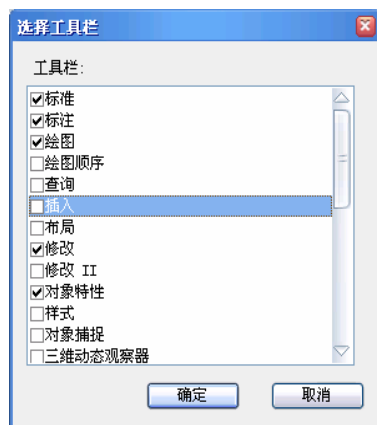 选择工具栏
工具栏:
标准
标注
绘图
绘图顺序
查询
插入
布局
修改
修改 II
对象特性
样式
对象捕捉
三维动态观察器
确定
取消